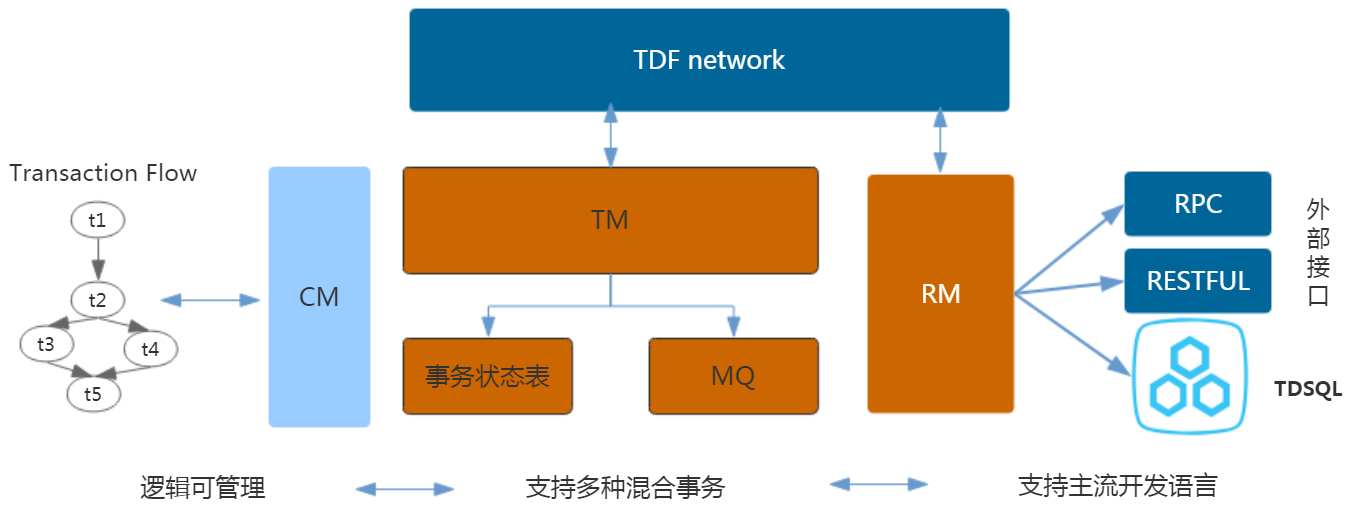 TDF network
Transaction Flow
t1
t2
t3
t4
t5
CM
TM
事务状态表
MQ
RM
RPC
RESTFUL
TDSQL
外部接口
逻辑可管理
支持多种混合事务
支持主流开发语言